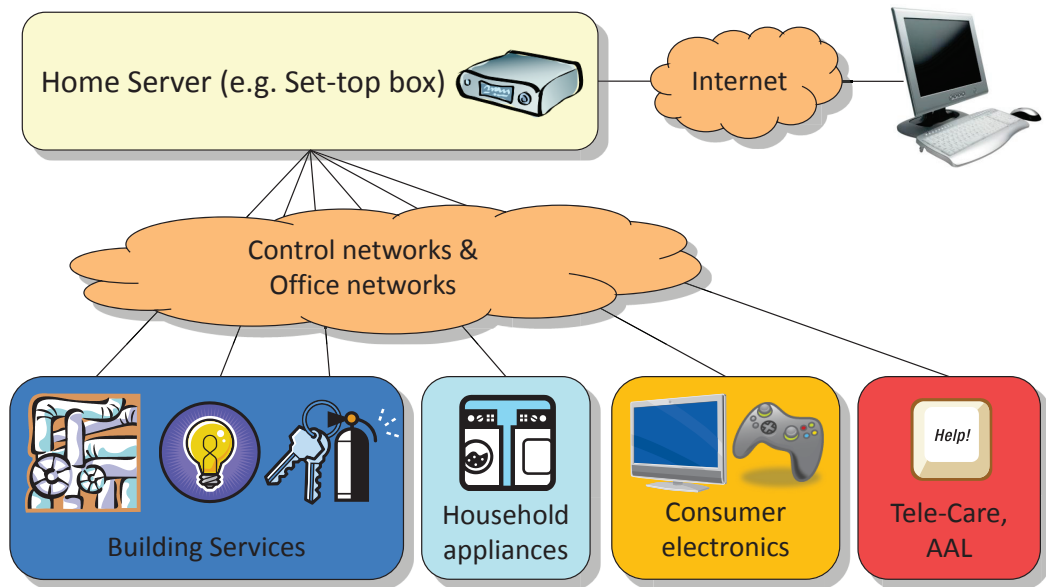 Home Server (e.g. Set-top box)
Internet
Control networks &
Office networks
Building Services
Household
appliances
Consumer
electronics
Help!
Tele-Care,
AAL